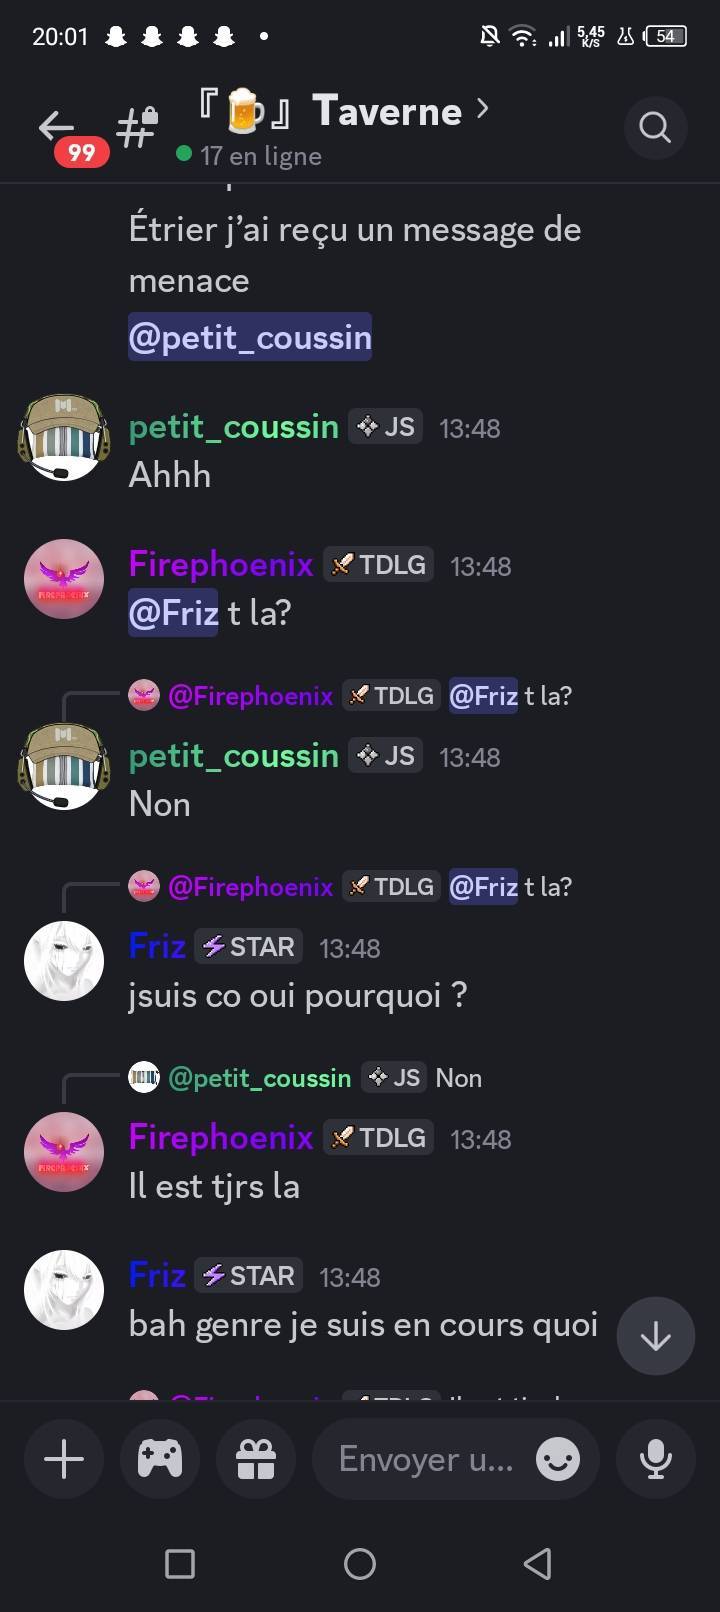 20:01 5,45 K/S 54
『🍺』 Taverne
99
17 en ligne
Étrier j’ai reçu un message de
menace
@petit_coussin
petit_coussin JS 13:48
Ahhh
Firephoenix TDLG 13:48
@Friz t la?
@Firephoenix TDLG @Friz t la?
petit_coussin JS 13:48
Non
@Firephoenix TDLG @Friz t la?
Friz STAR 13:48
jsuis co oui pourquoi ?
@petit_coussin JS Non
Firephoenix TDLG 13:48
Il est tjrs la
Friz STAR 13:48
bah genre je suis en cours quoi
Envoyer u...